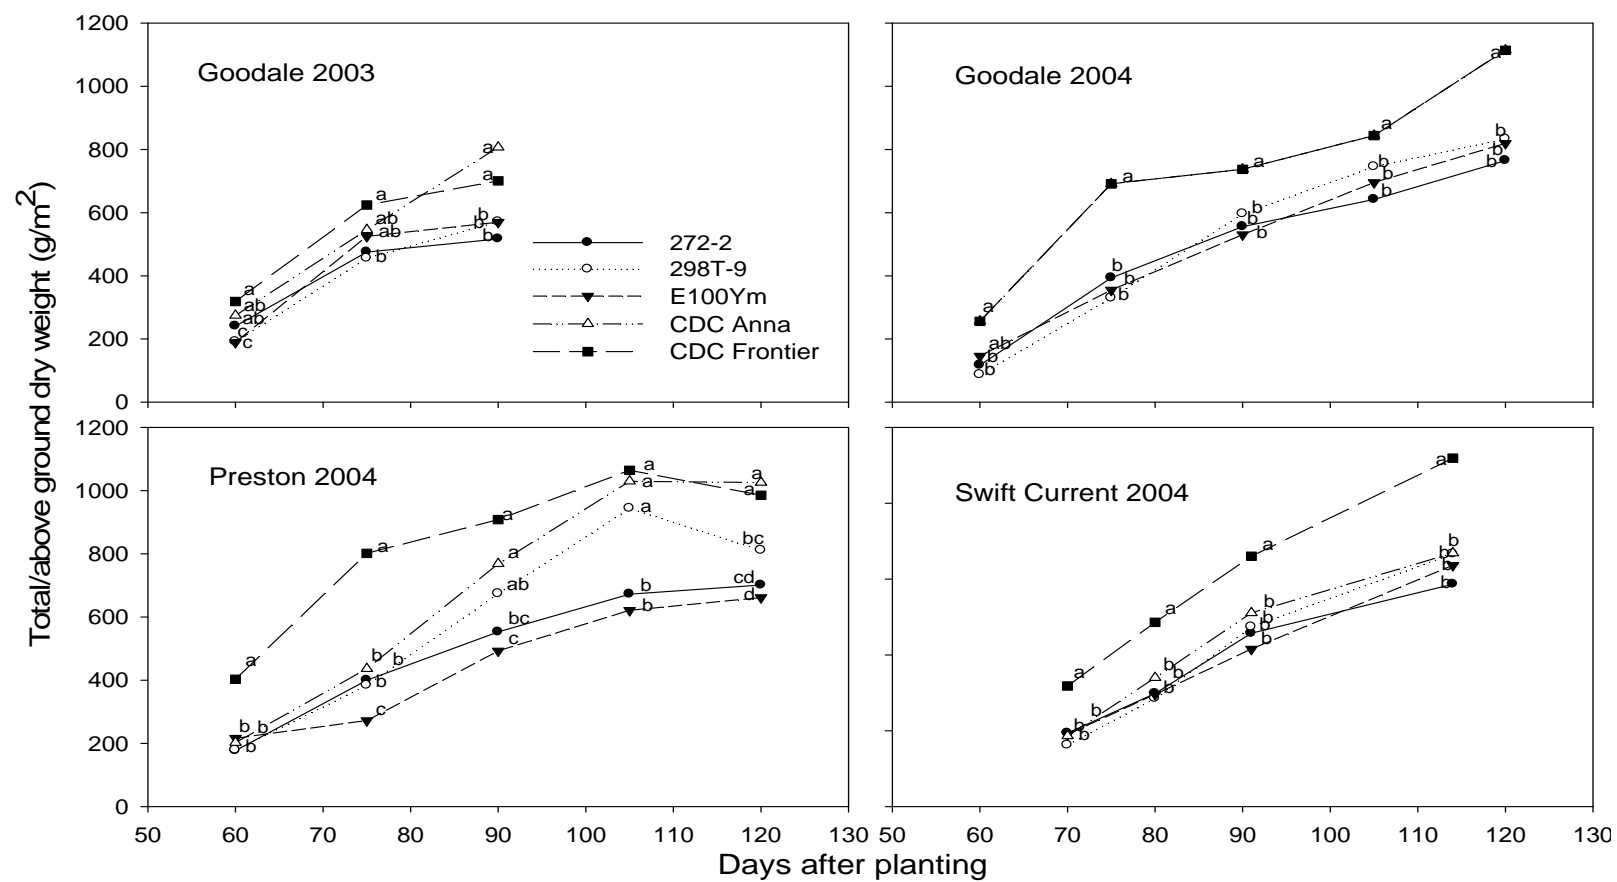 Total/above ground dry weight (g/m2)
1200
1000
800
600
400
200
0
Goodale 2003
a
ab
ab
c
c
a
ab
ab
b
a
a
b
b
b
272-2
298T-9
E100Ym
CDC Anna
CDC Frontier
Goodale 2004
a
ab
b
b
a
b
b
b
a
b
b
a
b
b
b
a
b
b
b
1200
1000
800
600
400
200
0
Preston 2004
a
b
b
b
a
b
b
b
c
a
a
ab
bc
c
a
a
a
b
b
a
a
bc
cd
d
50 60 70 80 90 100 110 120 130
Swift Current 2004
a
b
b
b
a
b
b
b
a
b
b
b
b
a
b
b
b
b
50 60 70 80 90 100 110 120 130
Days after planting